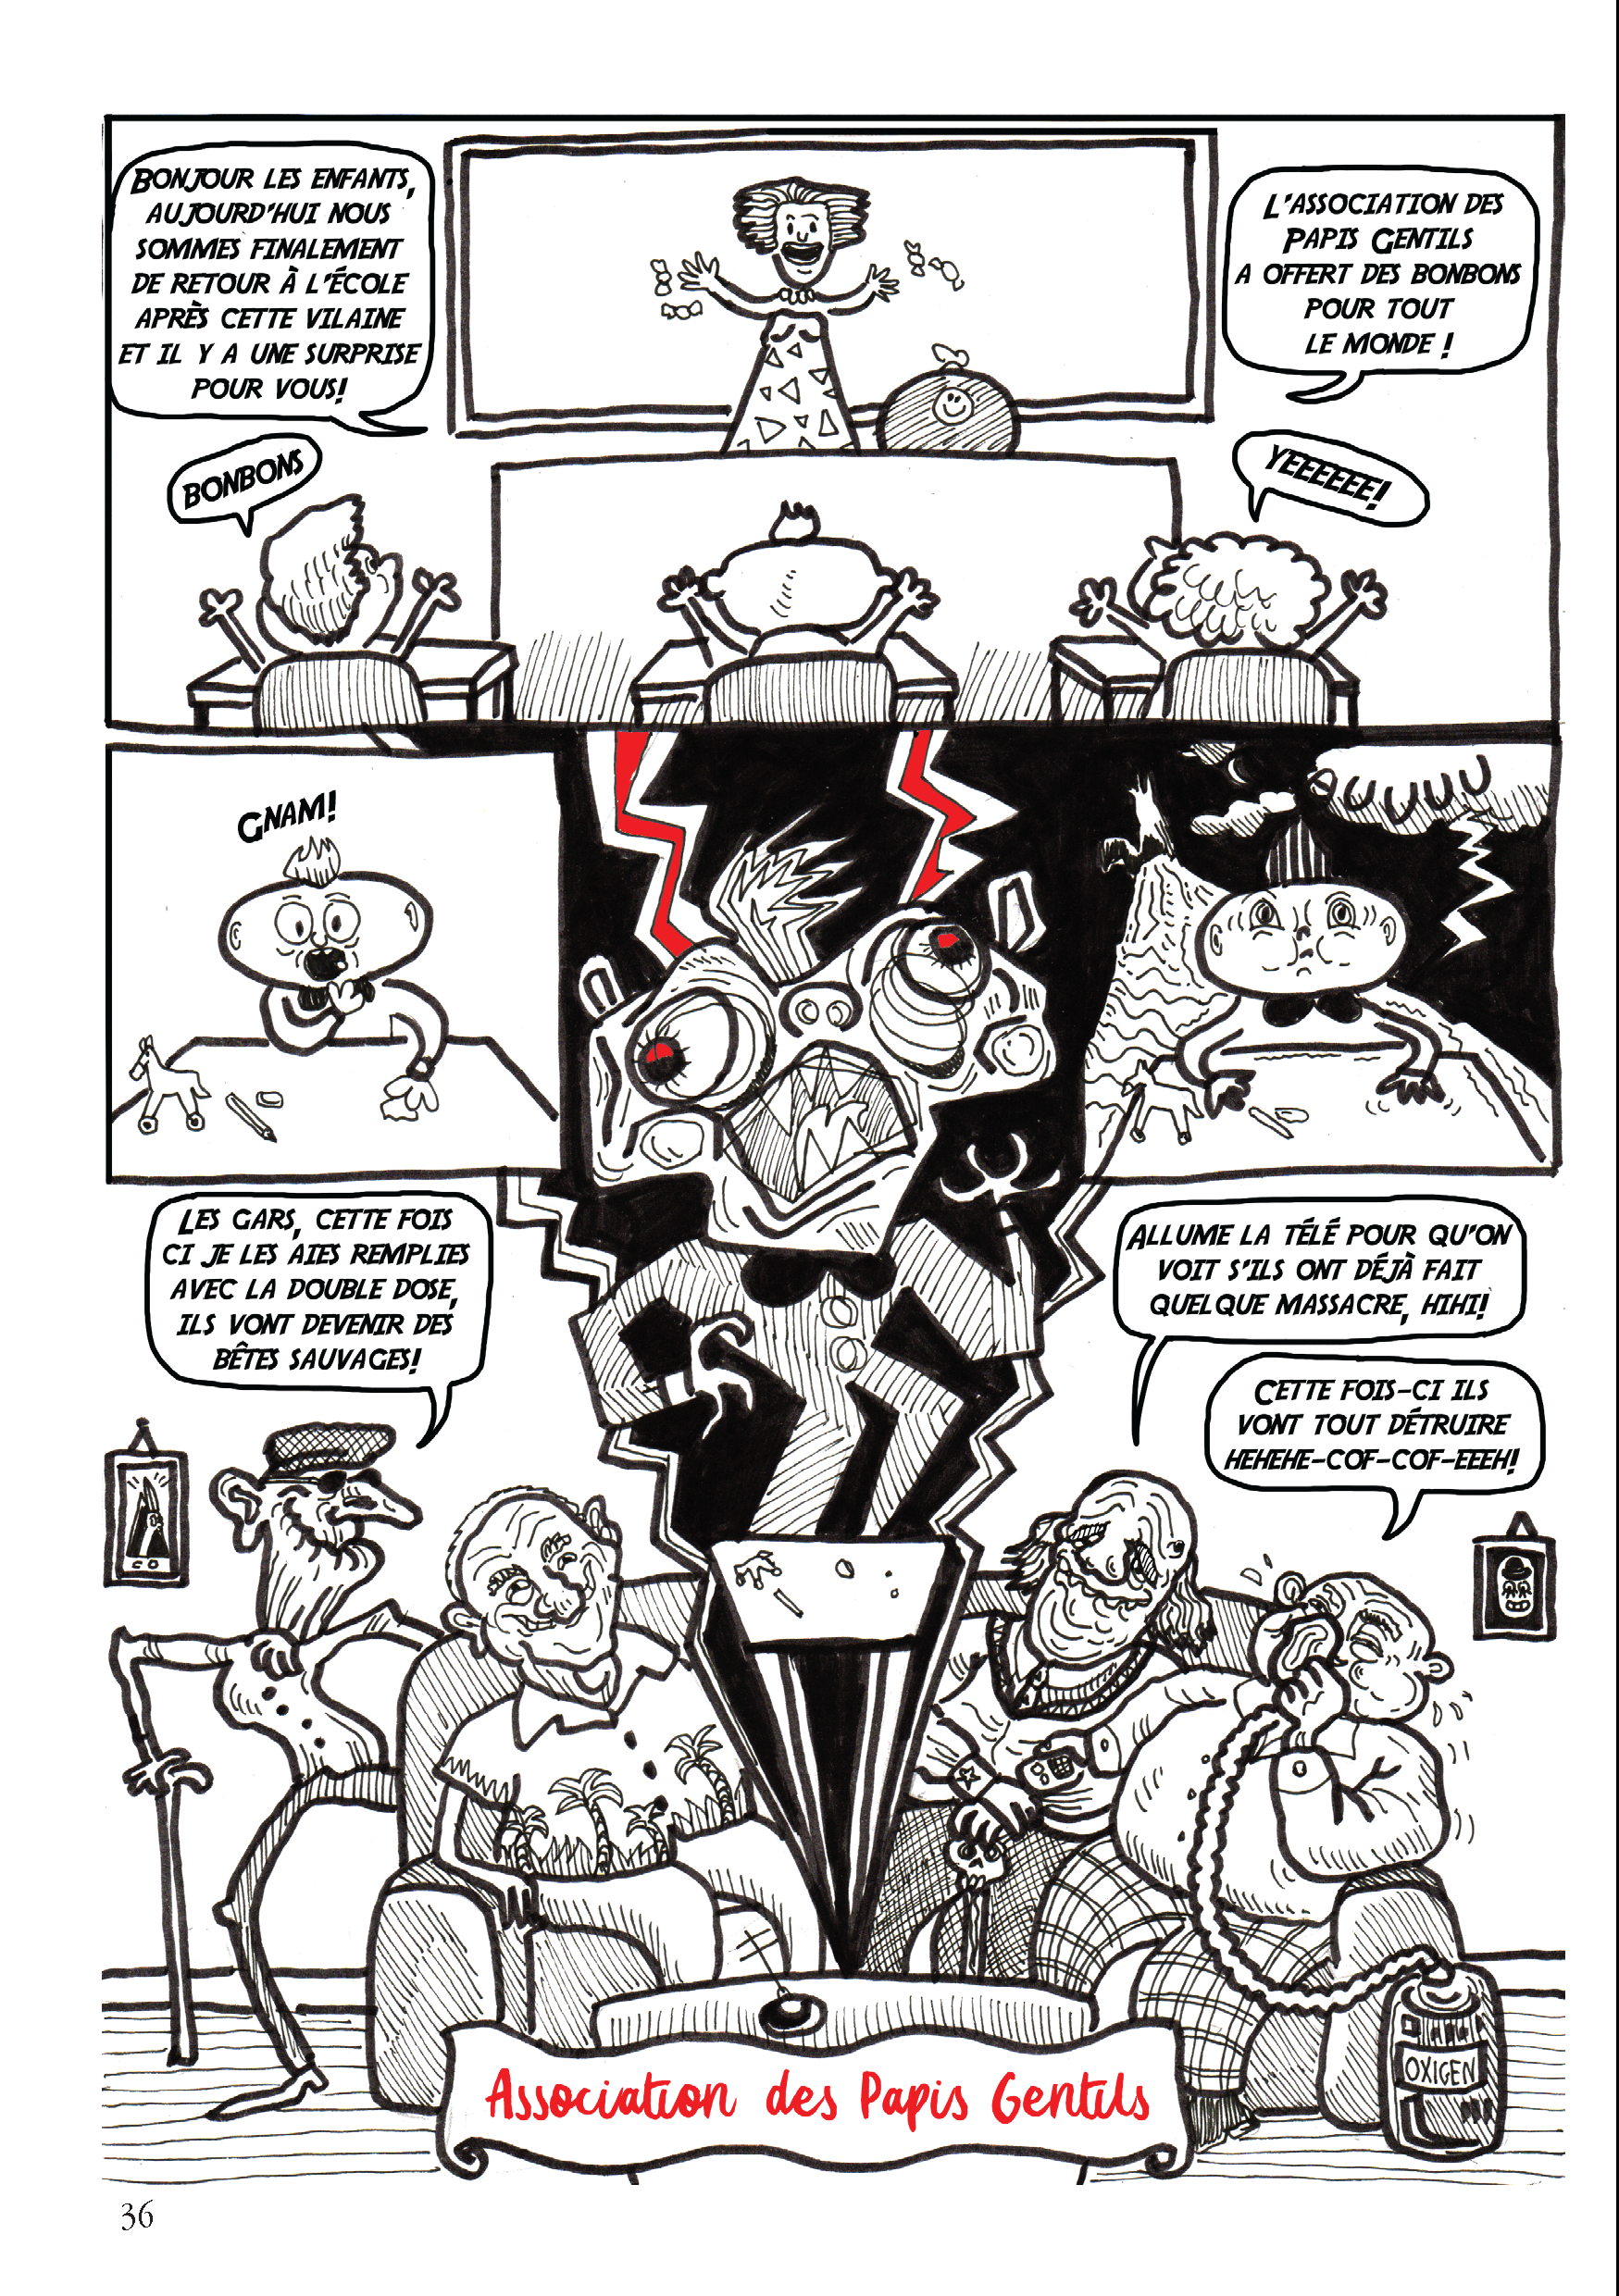 BONJOUR LES ENFANTS,
AUJOURD'HUI NOUS
SOMMES FINALEMENT
DE RETOUR À L'ÉCOLE
APRÈS CETTE VILAINE
ET IL Y A UNE SURPRISE
POUR VOUS!
L'ASSOCIATION DES
PAPIS GENTILS
A OFFERT DES BONBONS
POUR TOUT
LE MONDE !
BONBONS
YEEEEEE!
GNAM!
LES GARS, CETTE FOIS
CI JE LES AIES REMPLIES
AVEC LA DOUBLE DOSE,
ILS VONT DEVENIR DES
BÊTES SAUVAGES!
ALLUME LA TÉLÉ POUR QU'ON
VOIT S'ILS ONT DÉJÀ FAIT
QUELQUE MASSACRE, HIHI!
CETTE FOIS-CI ILS
VONT TOUT DÉTRUIRE
HEHEHE-COF-COF-EEEH!
OXIGEN
Association des Papis Gentils
36